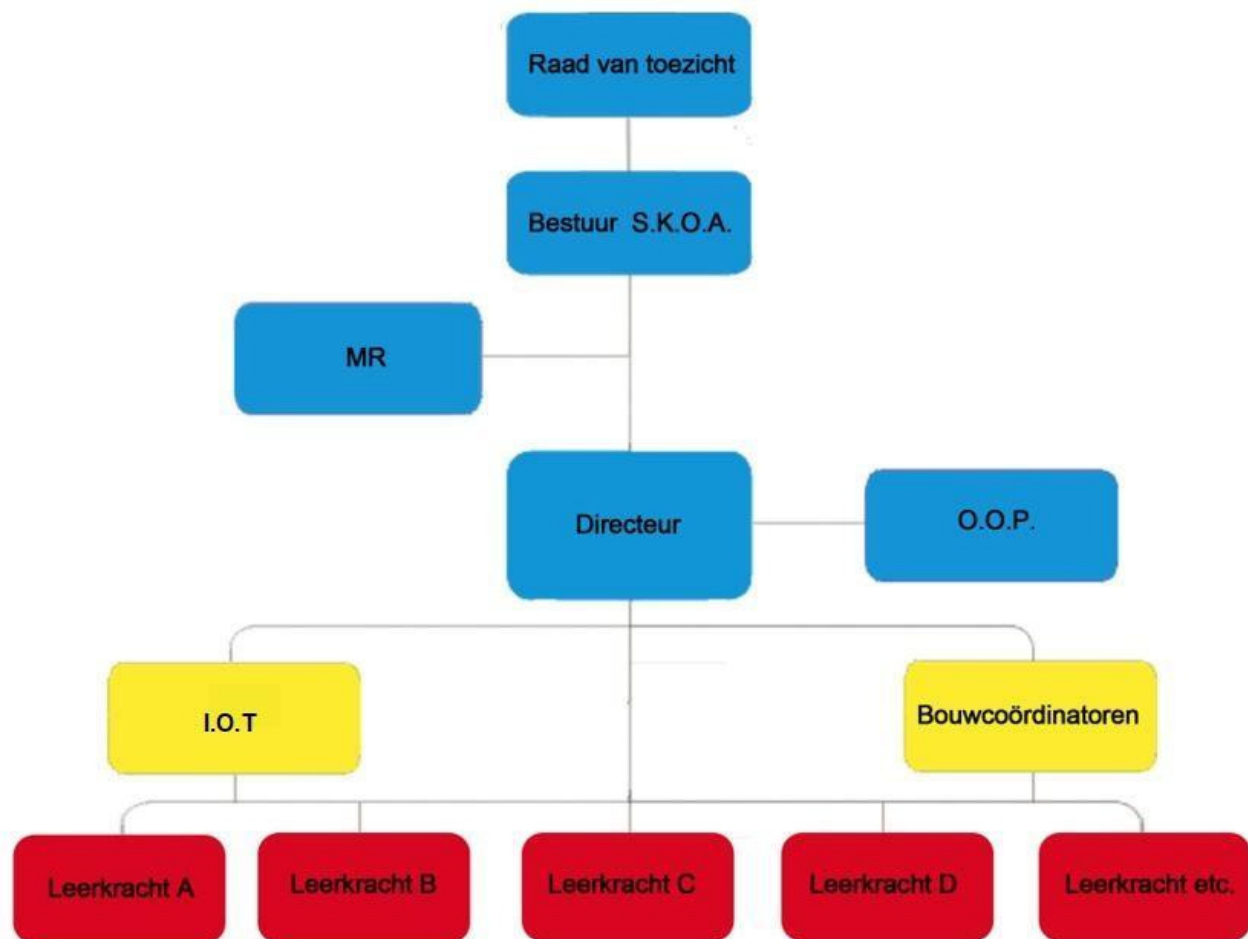 Raad van toezicht
Bestuur S.K.O.A.
MR
Directeur
O.O.P.
I.O.T
Bouwcoördinatoren
Leerkracht A
Leerkracht B
Leerkracht C
Leerkracht D
Leerkracht etc.